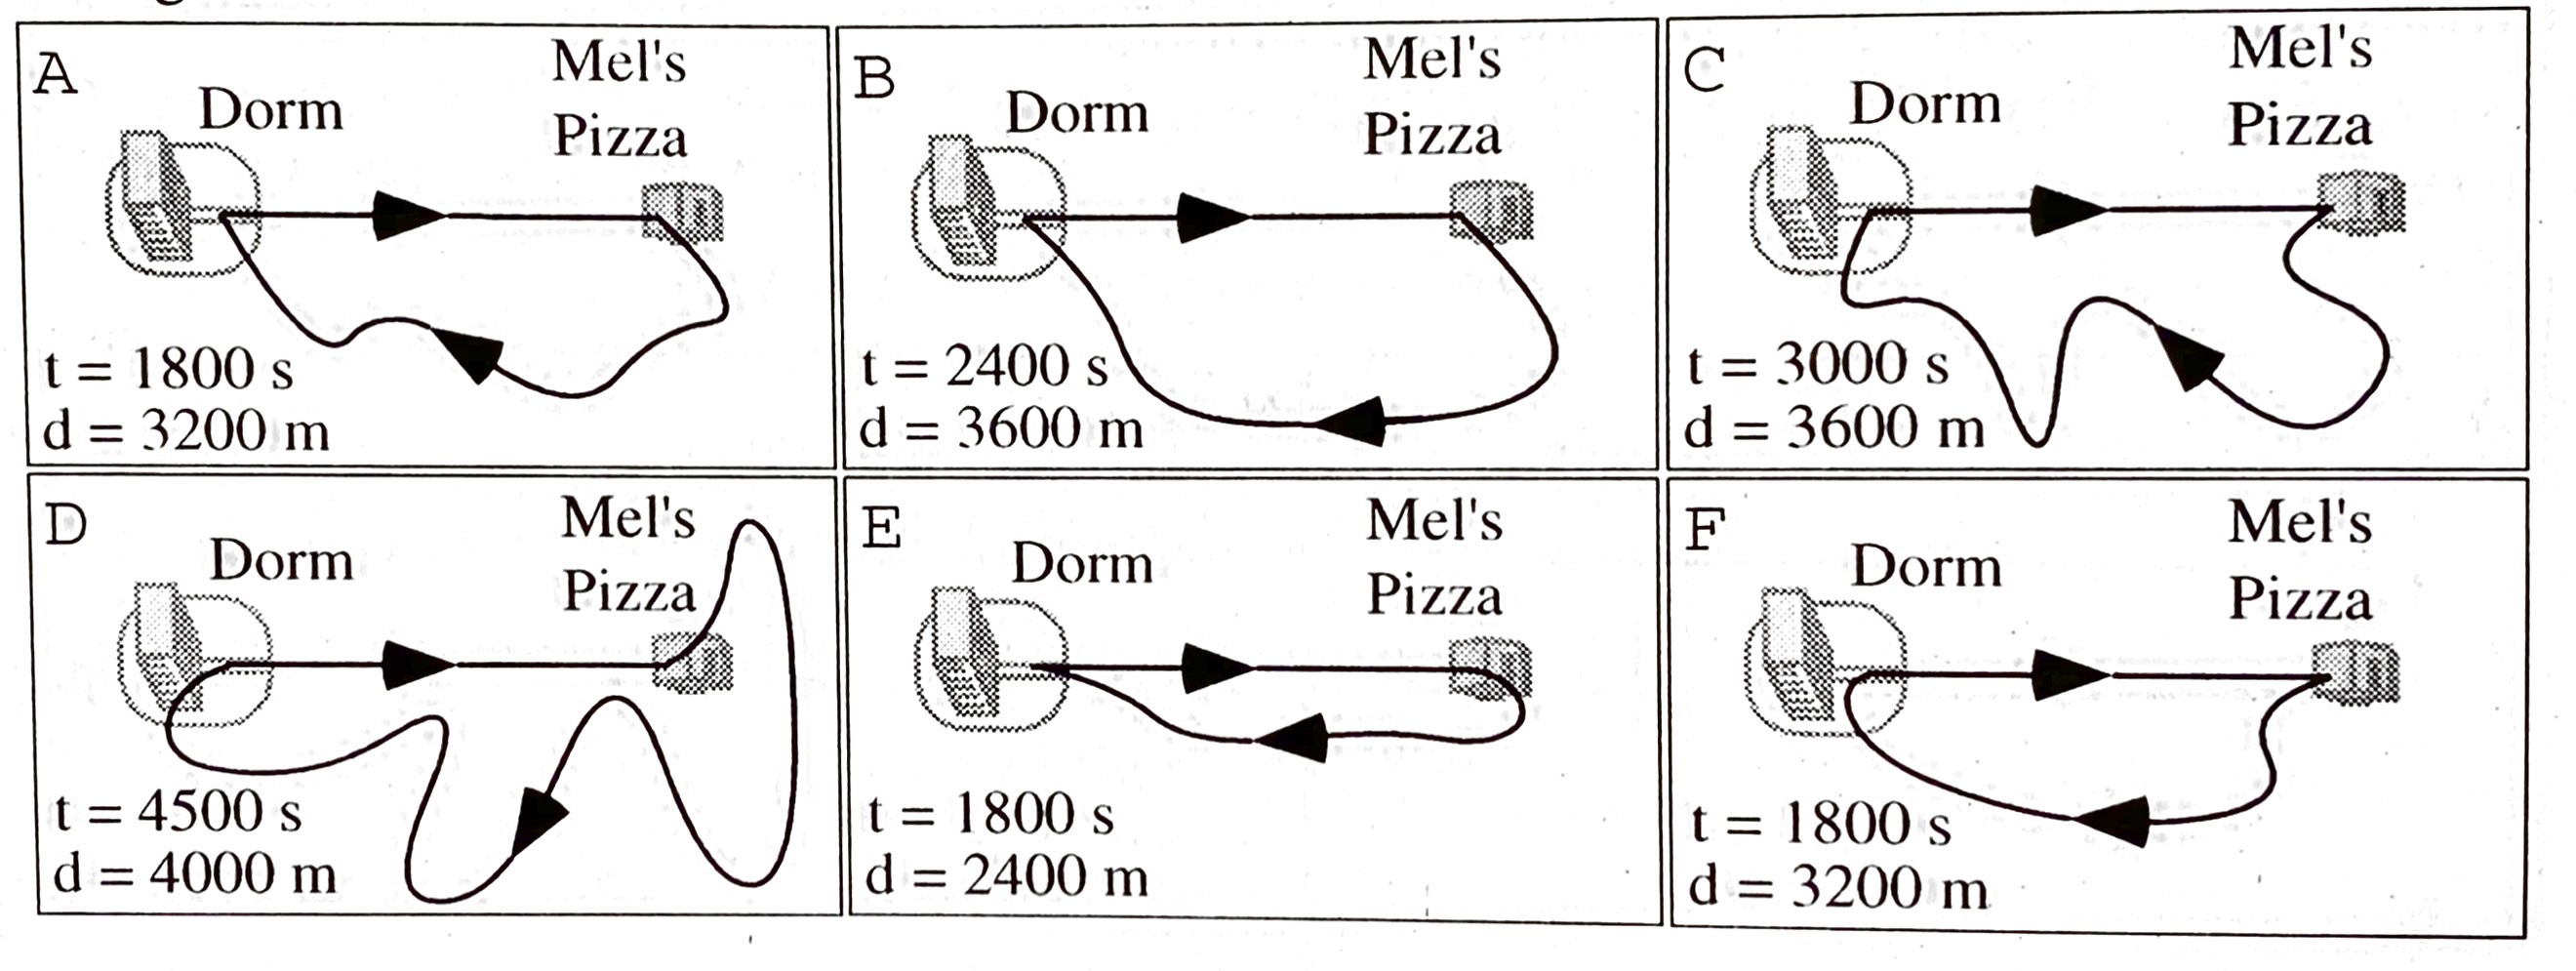 A
Mel's
Dorm
Pizza
t = 1800 s
d = 3200 m
B
Mel's
Dorm
Pizza
t = 2400 s
d = 3600 m
C
Mel's
Dorm
Pizza
t = 3000 s
d = 3600 m
D
Mel's
Dorm
Pizza
t = 4500 s
d = 4000 m
E
Mel's
Dorm
Pizza
t = 1800 s
d = 2400 m
F
Mel's
Dorm
Pizza
t = 1800 s
d = 3200 m